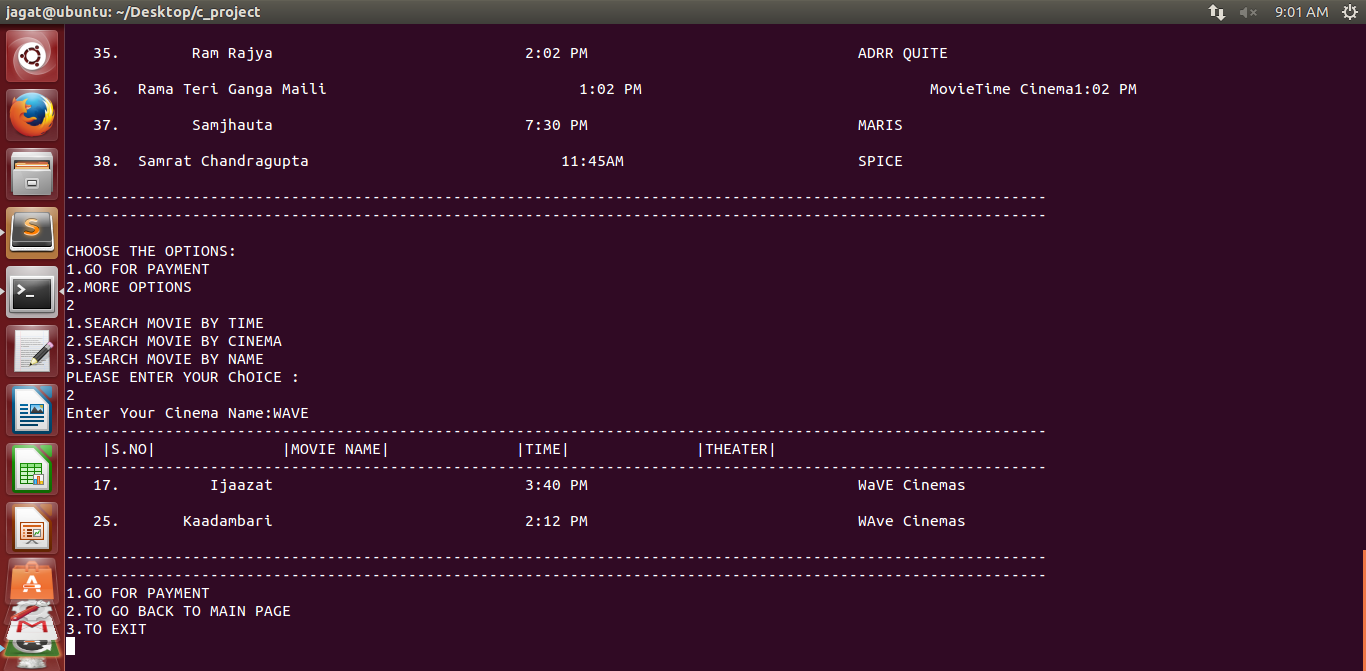 jagat@ubuntu: ~/Desktop/c_project 9:01 AM
35. Ram Rajya 2:02 PM ADRR QUITE
36. Rama Teri Ganga Maili 1:02 PM MovieTime Cinema1:02 PM
37. Samjhauta 7:30 PM MARIS
38. Samrat Chandragupta 11:45AM SPICE
-------------------------------------------------------------------------------------------------------------
-------------------------------------------------------------------------------------------------------------
CHOOSE THE OPTIONS:
1.GO FOR PAYMENT
2.MORE OPTIONS
2
1.SEARCH MOVIE BY TIME
2.SEARCH MOVIE BY CINEMA
3.SEARCH MOVIE BY NAME
PLEASE ENTER YOUR ChOICE :
2
Enter Your Cinema Name:WAVE
-------------------------------------------------------------------------------------------------------------
|S.NO| |MOVIE NAME| |TIME| |THEATER|
-------------------------------------------------------------------------------------------------------------
17. Ijaazat 3:40 PM WaVE Cinemas
25. Kaadambari 2:12 PM WAve Cinemas
-------------------------------------------------------------------------------------------------------------
-------------------------------------------------------------------------------------------------------------
1.GO FOR PAYMENT
2.TO GO BACK TO MAIN PAGE
3.TO EXIT